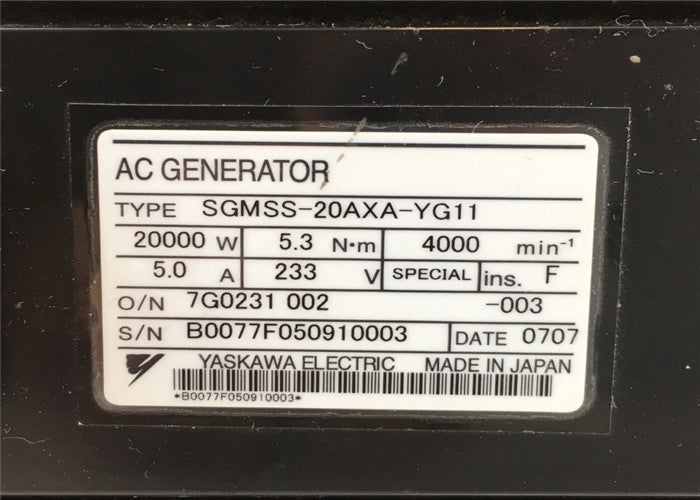 AC GENERATOR
TYPE SGMSS-20AXA-YG11
20000 W 5.3 N·m 4000 min-1
5.0 A 233 V SPECIAL ins. F
O/N 7G0231 002 -003
S/N B0077F050910003 DATE 0707
YASKAWA ELECTRIC MADE IN JAPAN
*B0077F050910003*